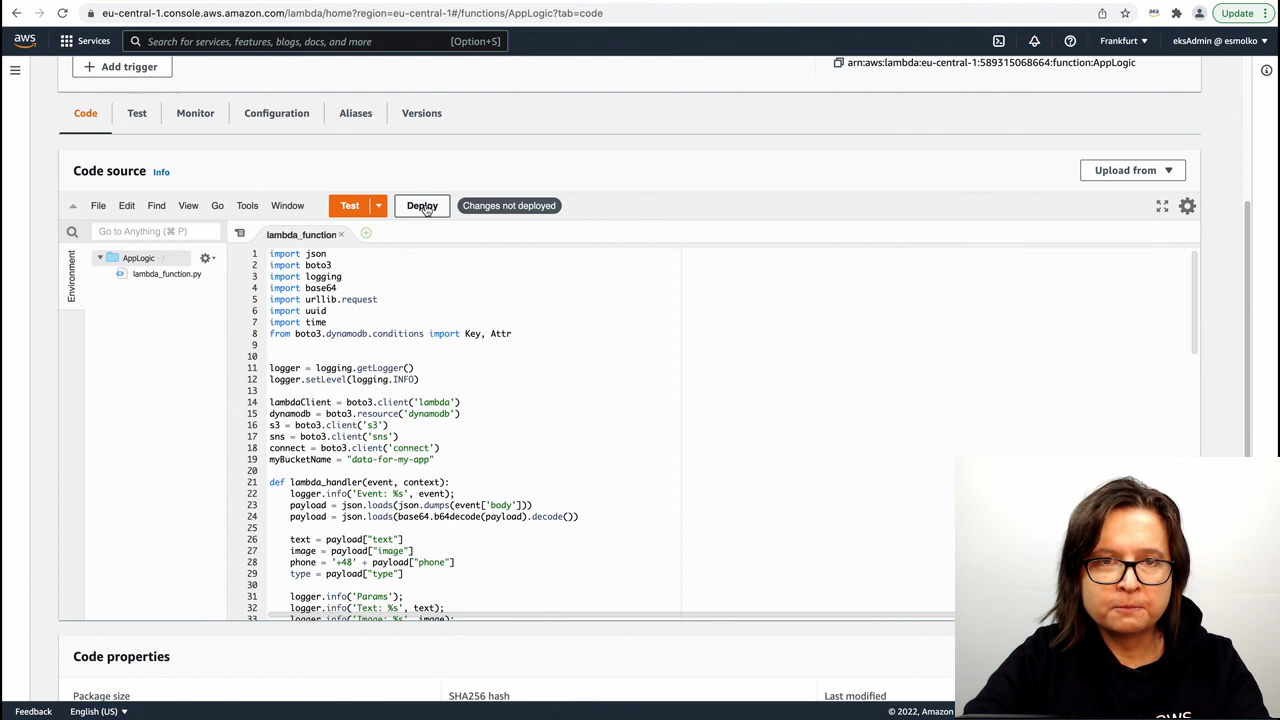 eu-central-1.console.aws.amazon.com/lambda/home?region=eu-central-1#/functions/AppLogic?tab=code
aea
Update
aws
Services
Search for services, features, blogs, docs, and more
[Option+S]
Frankfurt
eksAdmin @ esmolko
Add trigger
arn:aws:lambda:eu-central-1:589315068664:function:AppLogic
Code Test Monitor Configuration Aliases Versions
Code source Info
Upload from
File Edit Find View Go Tools Window Test Deploy Changes not deployed
Go to Anything (⌘ P)
lambda_function
Environment
AppLogic
lambda_function.py
1 import json
2 import boto3
3 import logging
4 import base64
5 import urllib.request
6 import uuid
7 import time
8 from boto3.dynamodb.conditions import Key, Attr
9
10
11 logger = logging.getLogger()
12 logger.setLevel(logging.INFO)
13
14 lambdaClient = boto3.client('lambda')
15 dynamodb = boto3.resource('dynamodb')
16 s3 = boto3.client('s3')
17 sns = boto3.client('sns')
18 connect = boto3.client('connect')
19 myBucketName = "data-for-my-app"
20
21 def lambda_handler(event, context):
22 logger.info('Event: %s', event);
23 payload = json.loads(json.dumps(event['body']))
24 payload = json.loads(base64.b64decode(payload).decode())
25
26 text = payload["text"]
27 image = payload["image"]
28 phone = '+48' + payload["phone"]
29 type = payload["type"]
30
31 logger.info('Params');
32 logger.info('Text: %s', text);
33 logger.info('Image: %s', image);
Code properties
Package size
SHA256 hash
Last modified
Feedback
English (US)
© 2022, Amazon
aws